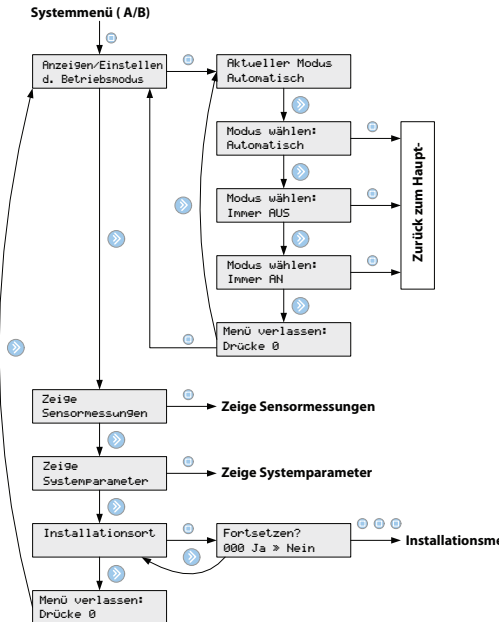 Systemmenü ( A/B)
Anzeigen/Einstellen
d. Betriebsmodus
Aktueller Modus
Automatisch
Modus wählen:
Automatisch
Modus wählen:
Immer AUS
Modus wählen:
Immer AN
Menü verlassen:
Drücke 0
Zurück zum Haupt-
Zeige
Sensormessungen
Zeige Sensormessungen
Zeige
Systemparameter
Zeige Systemparameter
Installationsort
Fortsetzen?
000 Ja » Nein
Installationsme
Menü verlassen:
Drücke 0